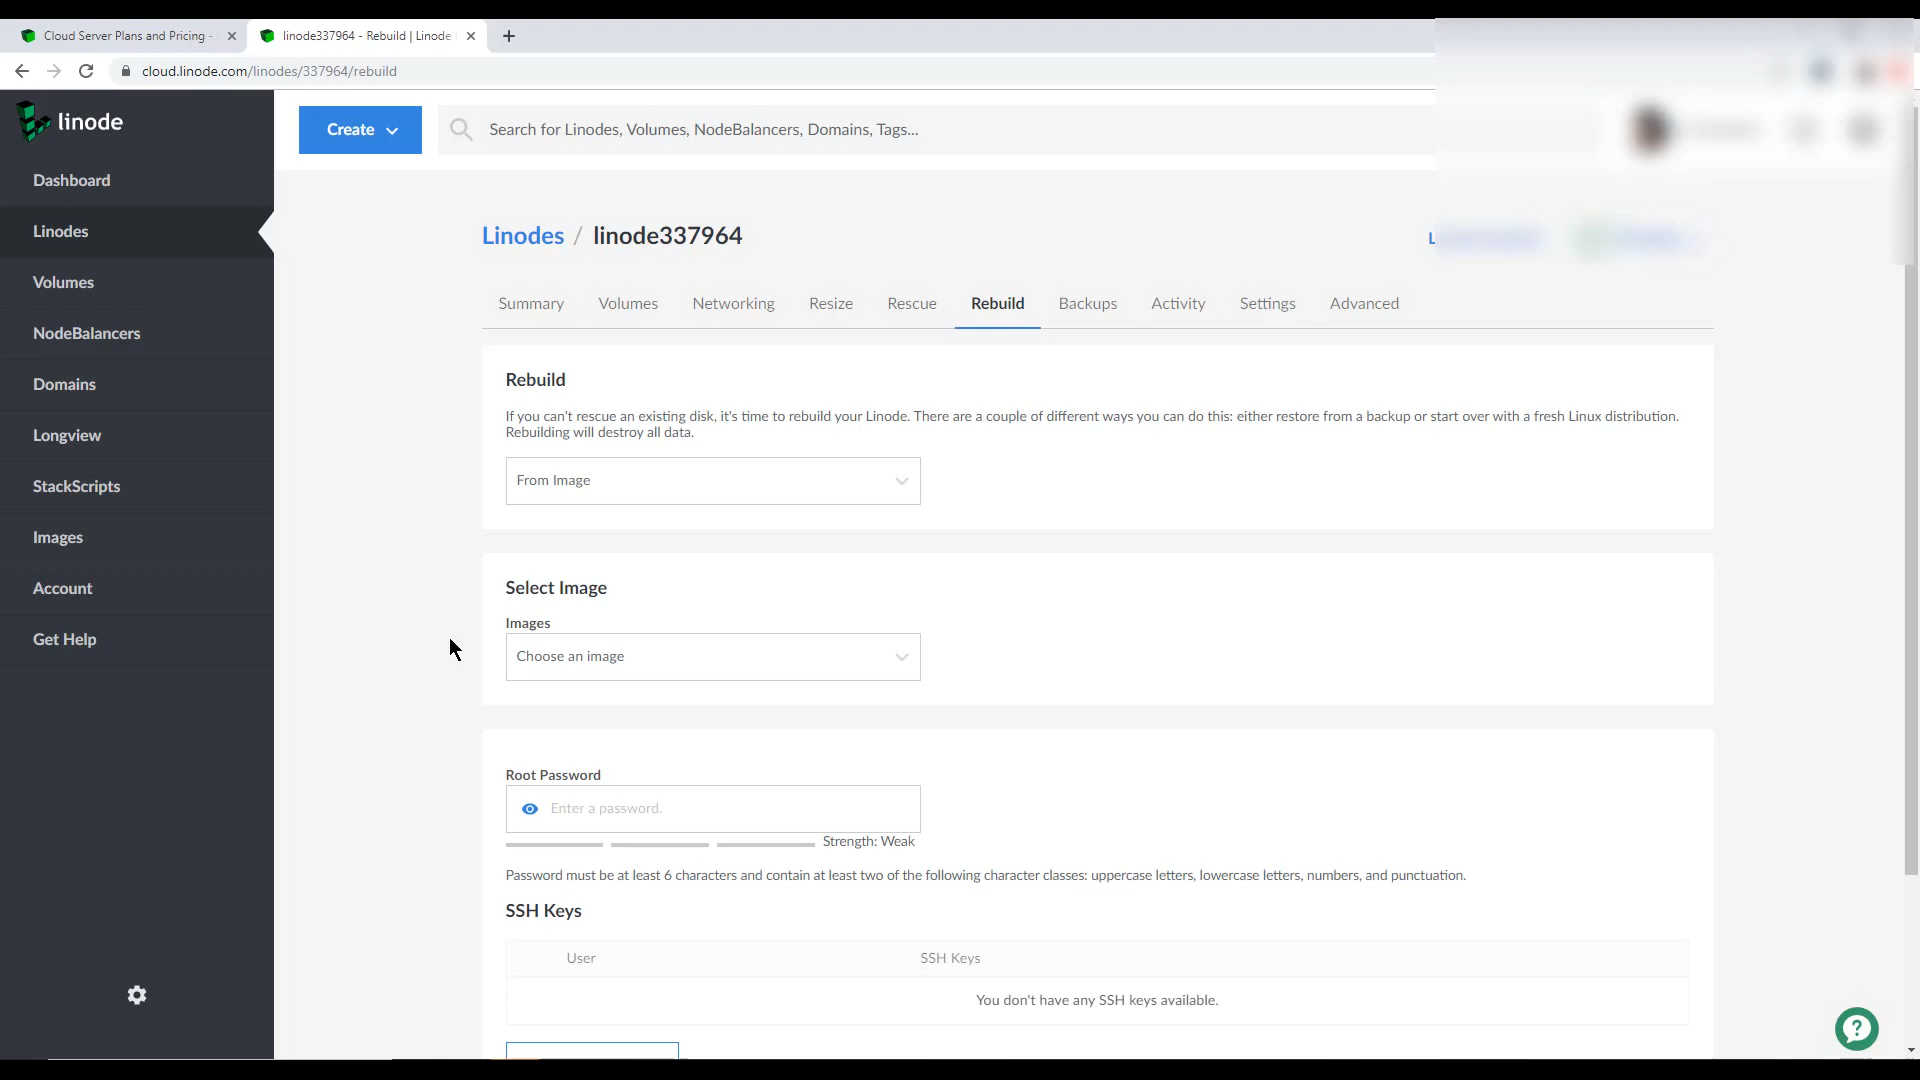 Cloud Server Plans and Pricing -
linode337964 - Rebuild | Linode
cloud.linode.com/linodes/337964/rebuild
linode
Create
Search for Linodes, Volumes, NodeBalancers, Domains, Tags...
Dashboard
Linodes
Volumes
NodeBalancers
Domains
Longview
StackScripts
Images
Account
Get Help
Linodes / linode337964
L
Summary Volumes Networking Resize Rescue Rebuild Backups Activity Settings Advanced
Rebuild
If you can't rescue an existing disk, it's time to rebuild your Linode. There are a couple of different ways you can do this: either restore from a backup or start over with a fresh Linux distribution.
Rebuilding will destroy all data.
From Image
Select Image
Images
Choose an image
Root Password
Enter a password.
Strength: Weak
Password must be at least 6 characters and contain at least two of the following character classes: uppercase letters, lowercase letters, numbers, and punctuation.
SSH Keys
User SSH Keys
You don't have any SSH keys available.